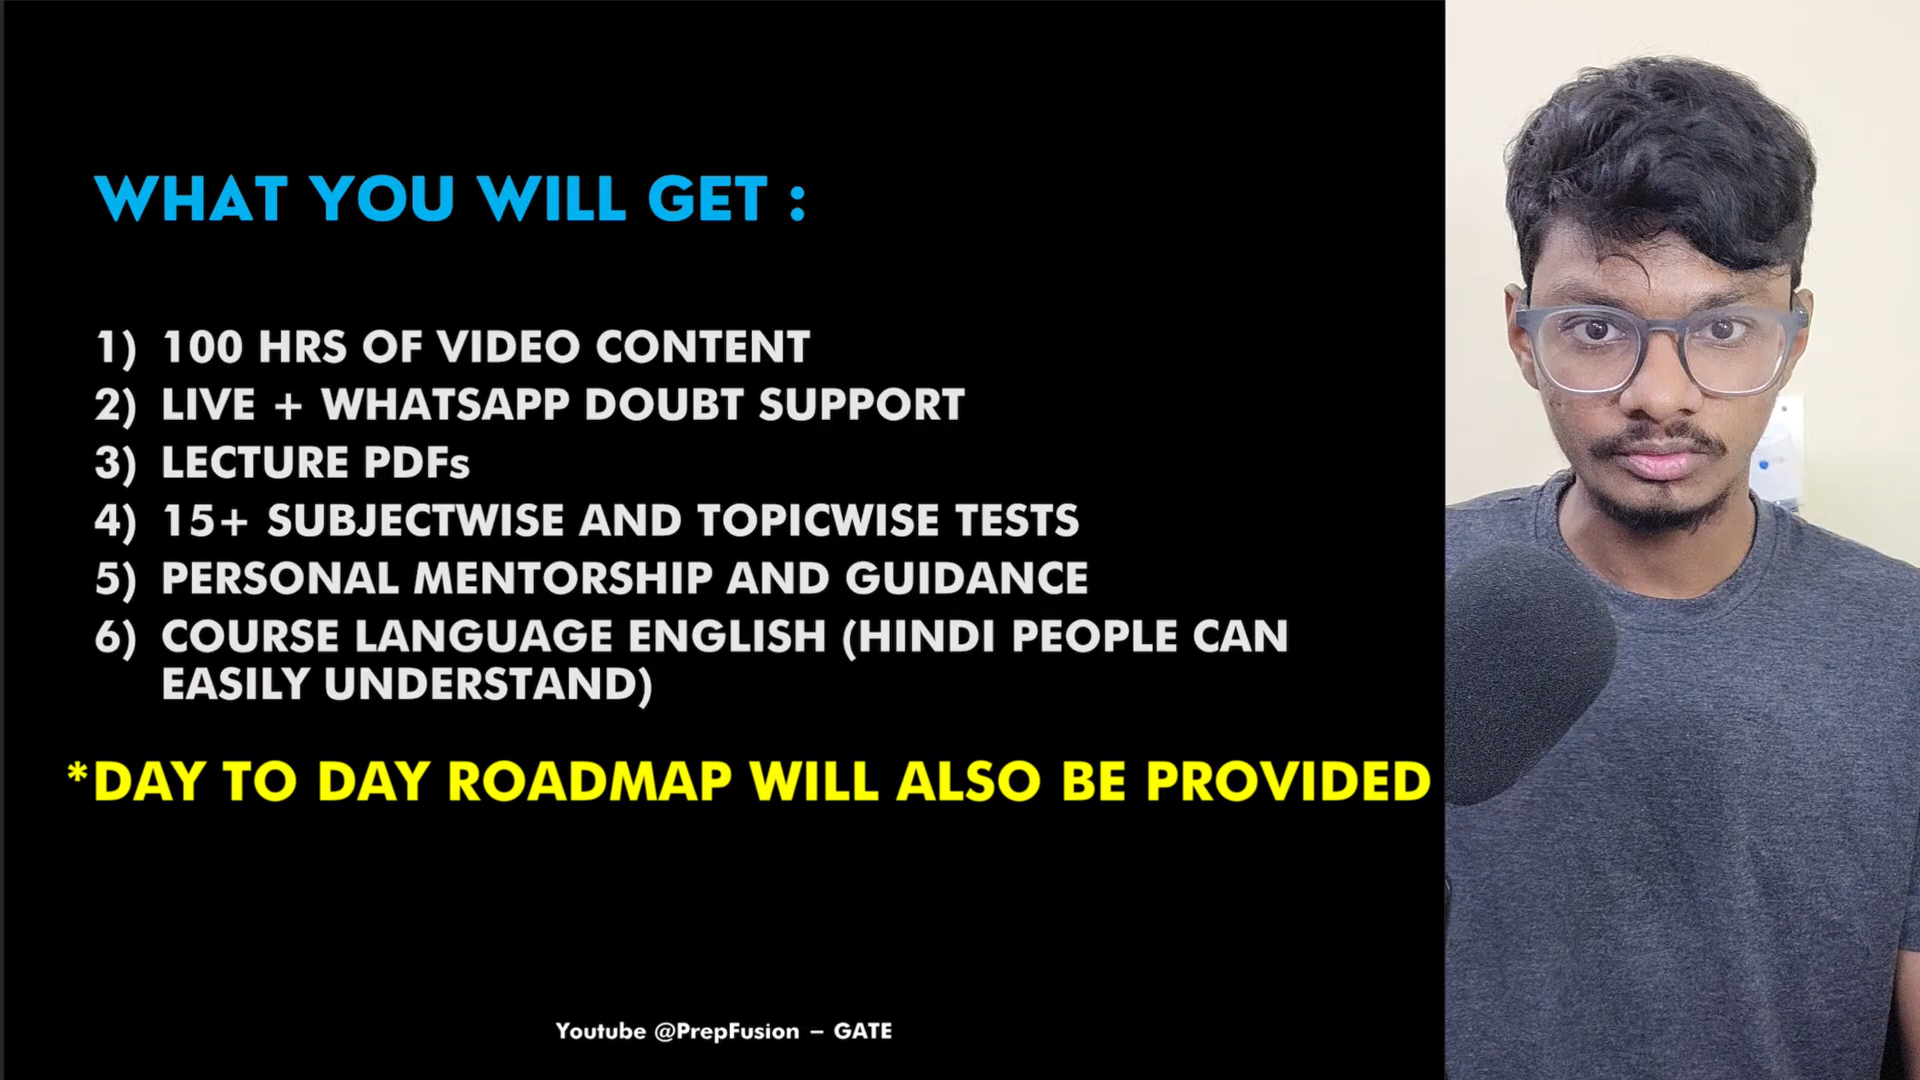 WHAT YOU WILL GET :
1) 100 HRS OF VIDEO CONTENT
2) LIVE + WHATSAPP DOUBT SUPPORT
3) LECTURE PDFs
4) 15+ SUBJECTWISE AND TOPICWISE TESTS
5) PERSONAL MENTORSHIP AND GUIDANCE
6) COURSE LANGUAGE ENGLISH (HINDI PEOPLE CAN
EASILY UNDERSTAND)
*DAY TO DAY ROADMAP WILL ALSO BE PROVIDED
Youtube @PrepFusion – GATE